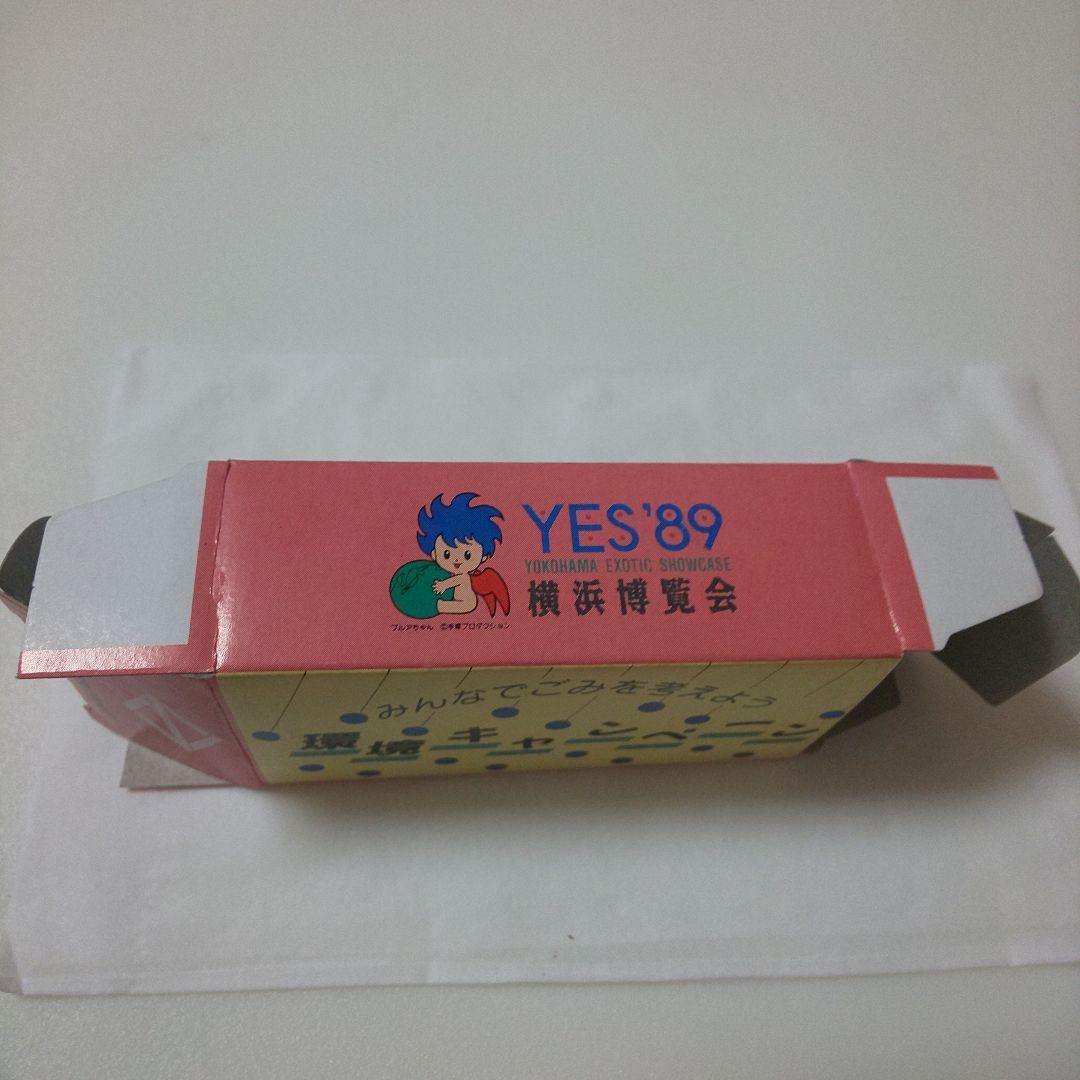 YES'89
YOKOHAMA EXOTIC SHOWCASE
横浜博覧会
ブルアちゃん ©手塚プロダクション
みんなでごみを考えよう
環境キャンペーン